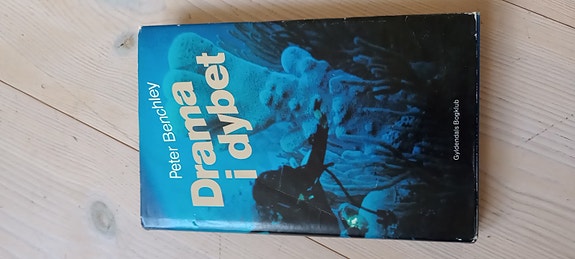 Peter Benchley
Drama
i dybet
Gyldendals Bogklub